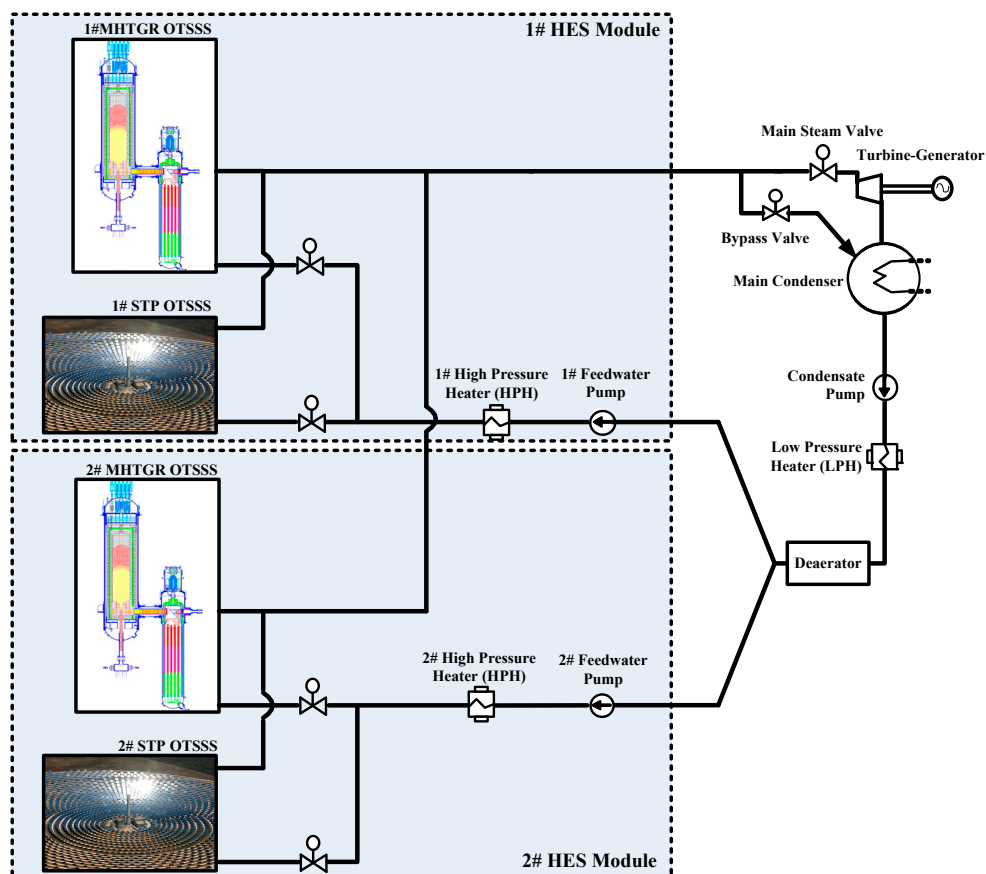 1#MHTGR OTSSS
1# HES Module
Main Steam Valve
Turbine-Generator
Bypass Valve
Main Condenser
1# STP OTSSS
1# High Pressure
Heater (HPH)
1# Feedwater
Pump
Condensate
Pump
Low Pressure
Heater (LPH)
2# MHTGR OTSSS
Deaerator
2# High Pressure
Heater (HPH)
2# Feedwater
Pump
2# STP OTSSS
2# HES Module